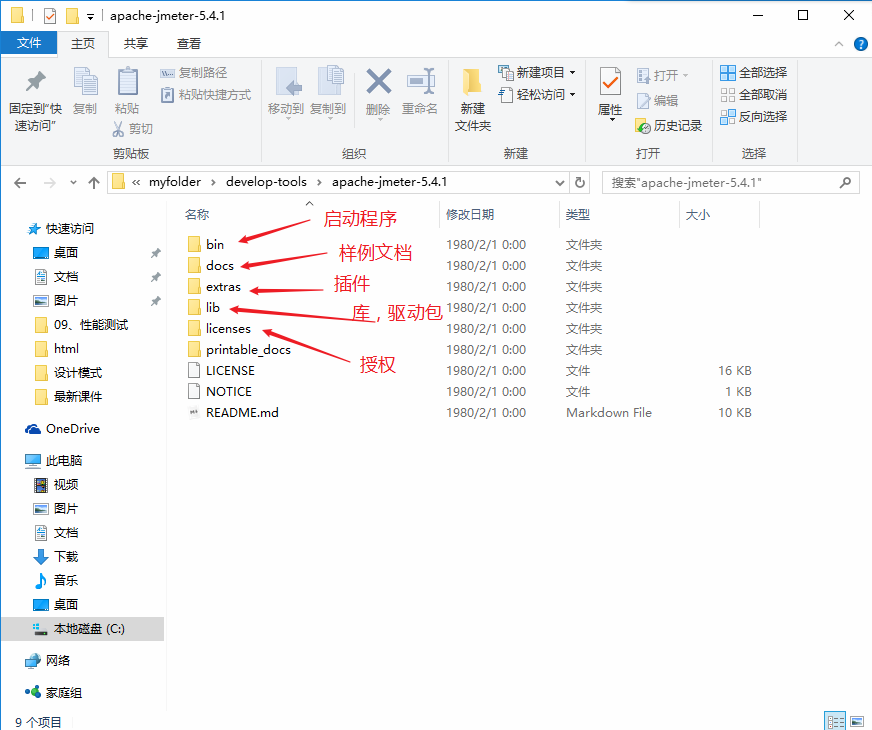 apache-jmeter-5.4.1
文件 主页 共享 查看
固定到“快速访问”
复制
粘贴
复制路径
粘贴快捷方式
剪切
剪贴板
移动到 复制到 删除 重命名
组织
新建文件夹
新建项目
轻松访问
新建
属性
打开
编辑
历史记录
打开
全部选择
全部取消
反向选择
选择
« myfolder › develop-tools › apache-jmeter-5.4.1
搜索"apache-jmeter-5.4.1"
快速访问
桌面
文档
图片
09、性能测试
html
设计模式
最新课件
OneDrive
此电脑
视频
图片
文档
下载
音乐
桌面
本地磁盘 (C:)
网络
家庭组
名称 修改日期 类型 大小
启动程序
bin 1980/2/1 0:00 文件夹
样例文档
docs 1980/2/1 0:00 文件夹
插件
extras 1980/2/1 0:00 文件夹
库，驱动包
lib 1980/2/1 0:00 文件夹
licenses 1980/2/1 0:00 文件夹
授权
printable_docs 1980/2/1 0:00 文件夹
LICENSE 1980/2/1 0:00 文件 16 KB
NOTICE 1980/2/1 0:00 文件 1 KB
README.md 1980/2/1 0:00 Markdown File 10 KB
9 个项目